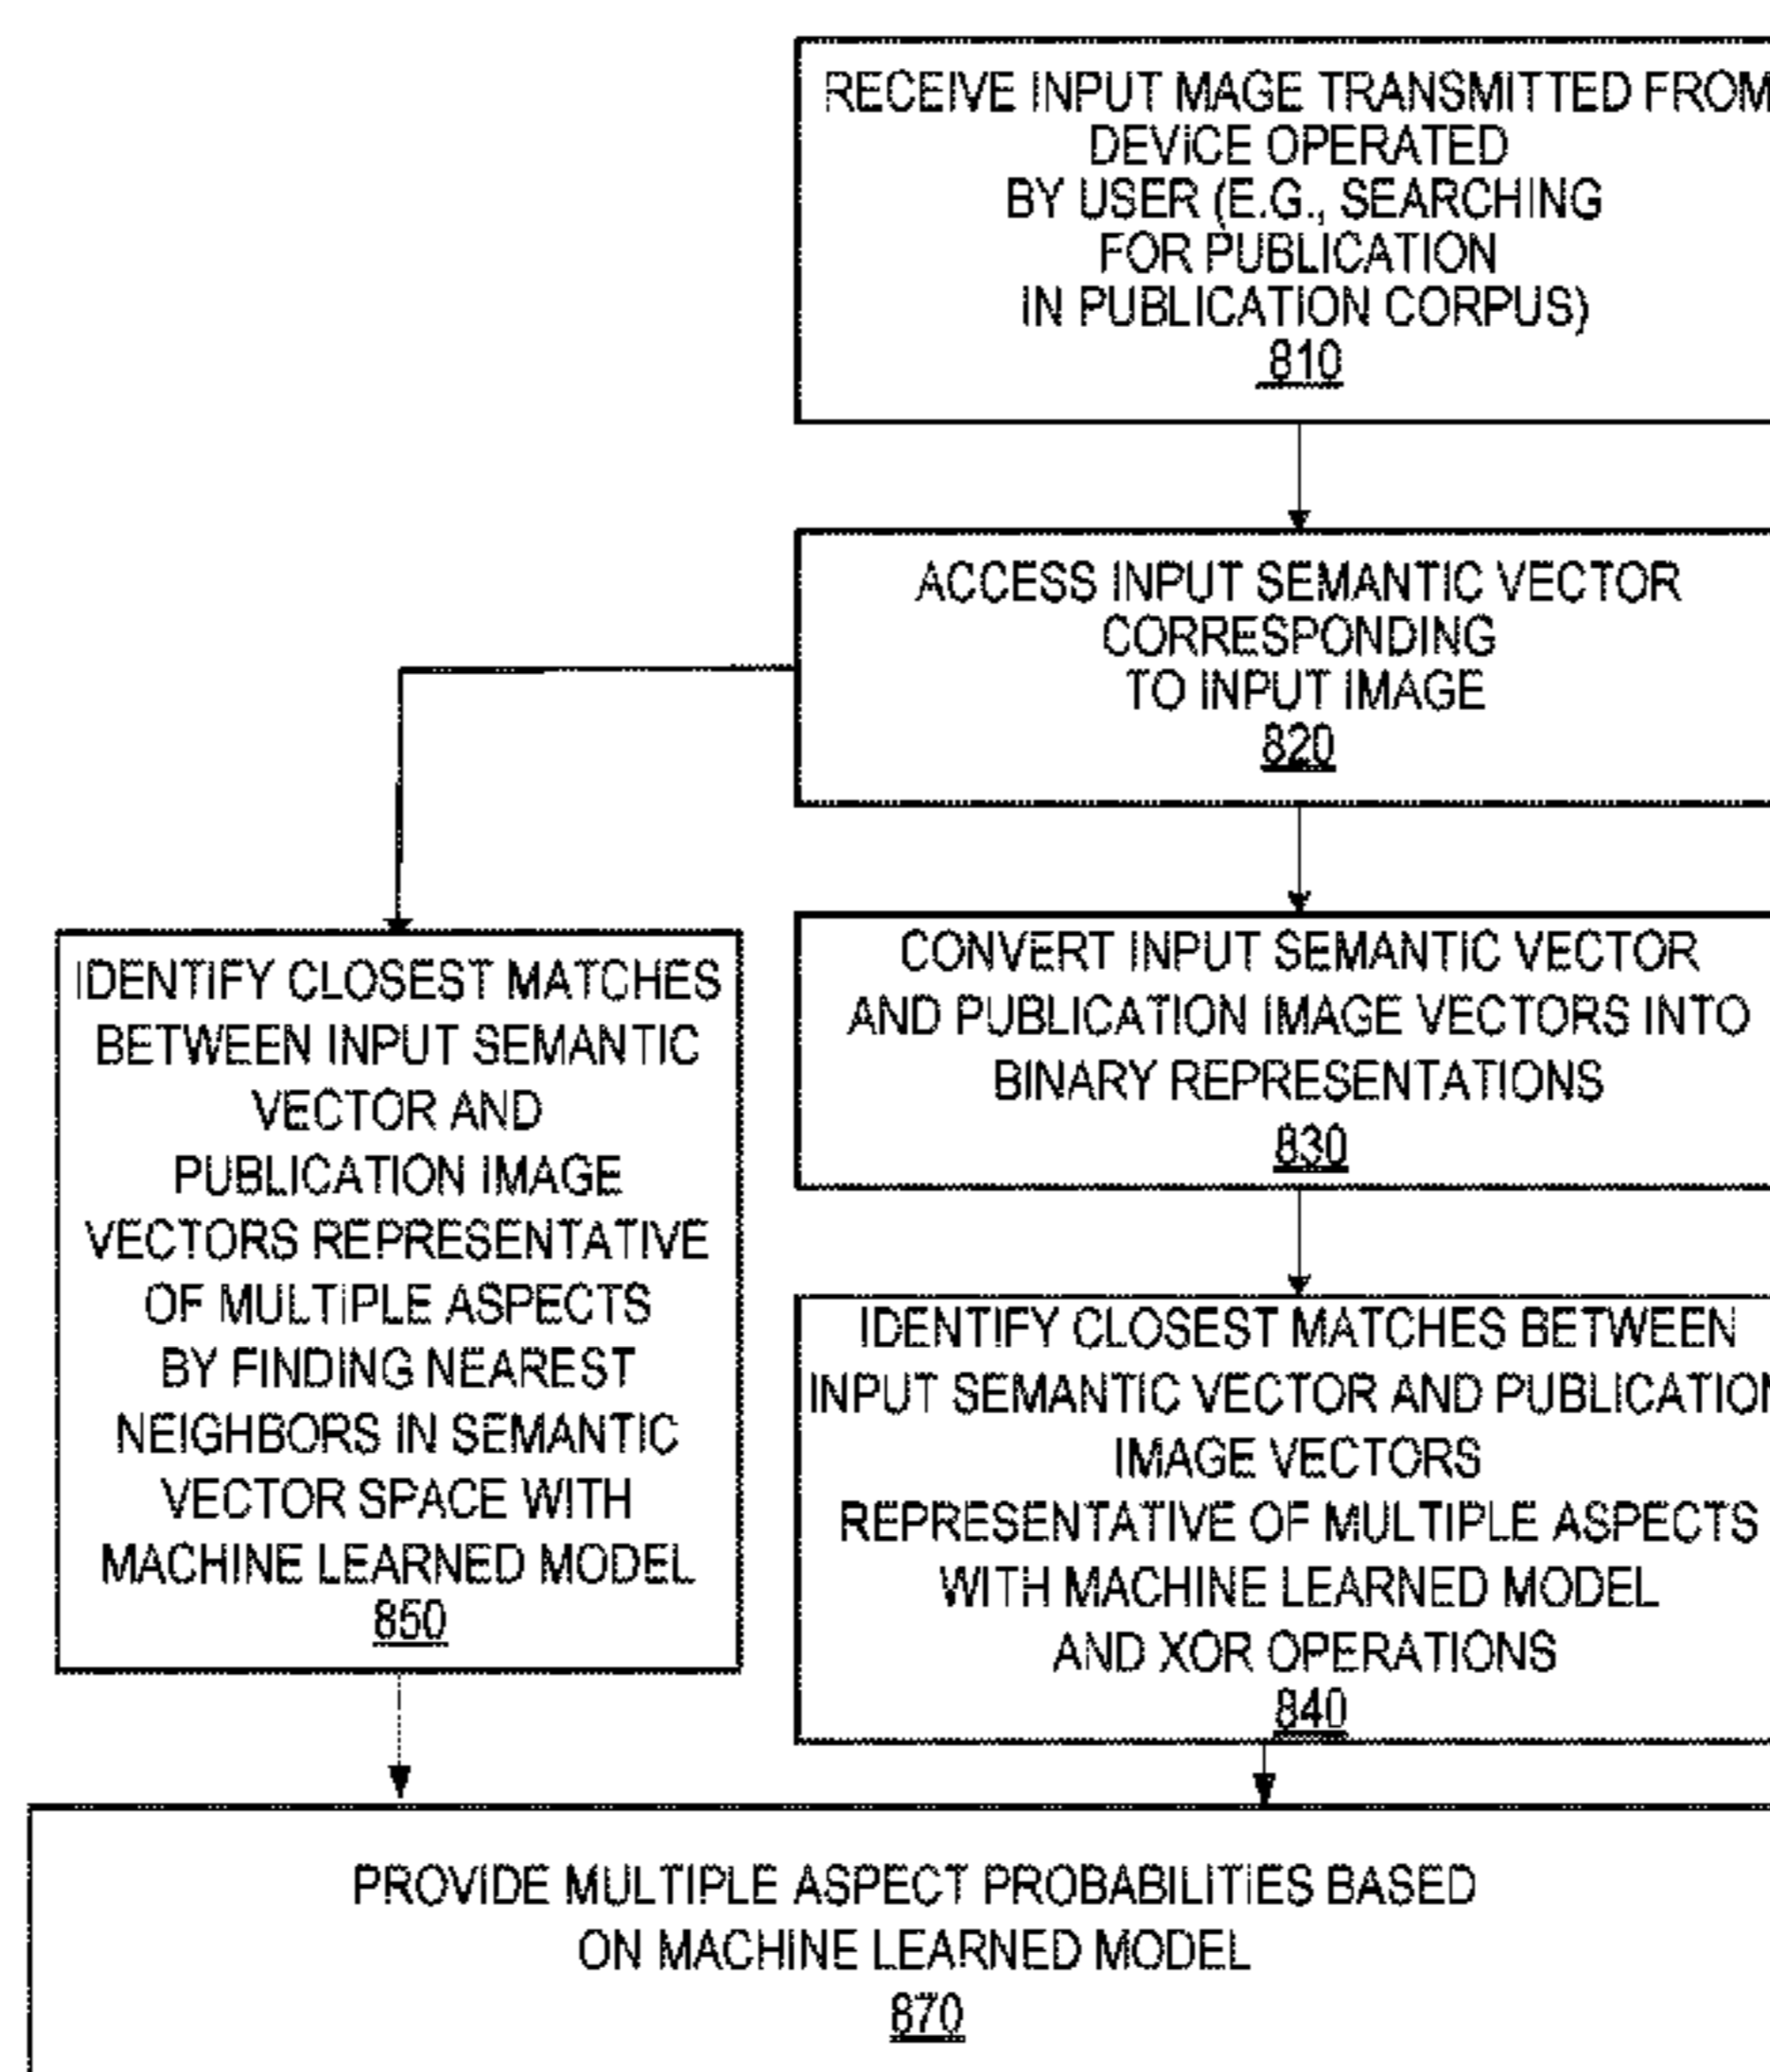 RECEIVE INPUT MAGE TRANSMITTED FROM
DEVICE OPERATED
BY USER (E.G., SEARCHING
FOR PUBLICATION
IN PUBLICATION CORPUS)
810
ACCESS INPUT SEMANTIC VECTOR
CORRESPONDING
TO INPUT IMAGE
820
CONVERT INPUT SEMANTIC VECTOR
AND PUBLICATION IMAGE VECTORS INTO
BINARY REPRESENTATIONS
830
IDENTIFY CLOSEST MATCHES
BETWEEN INPUT SEMANTIC
VECTOR AND
PUBLICATION IMAGE
VECTORS REPRESENTATIVE
OF MULTIPLE ASPECTS
BY FINDING NEAREST
NEIGHBORS IN SEMANTIC
VECTOR SPACE WITH
MACHINE LEARNED MODEL
850
IDENTIFY CLOSEST MATCHES BETWEEN
INPUT SEMANTIC VECTOR AND PUBLICATION
IMAGE VECTORS
REPRESENTATIVE OF MULTIPLE ASPECTS
WITH MACHINE LEARNED MODEL
AND XOR OPERATIONS
840
PROVIDE MULTIPLE ASPECT PROBABILITIES BASED
ON MACHINE LEARNED MODEL
870